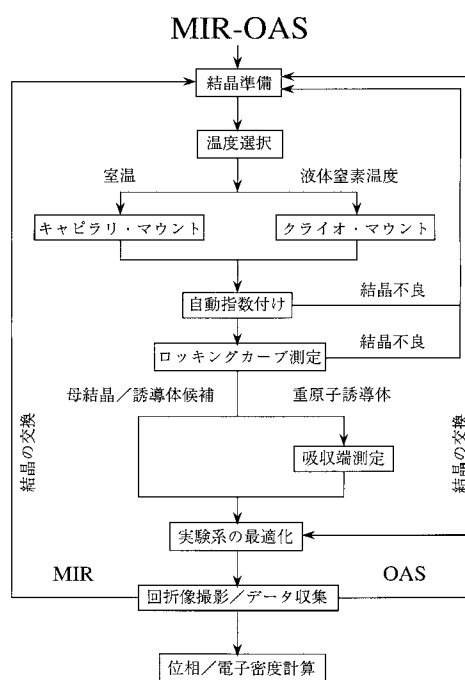 MIR-OAS
結晶準備
温度選択
室温
液体窒素温度
キャピラリ・マウント
クライオ・マウント
自動指数付け
結晶不良
ロッキングカーブ測定
結晶不良
母結晶／誘導体候補
重原子誘導体
結晶の交換
吸収端測定
結晶の交換
実験系の最適化
MIR
OAS
回折像撮影／データ収集
位相／電子密度計算